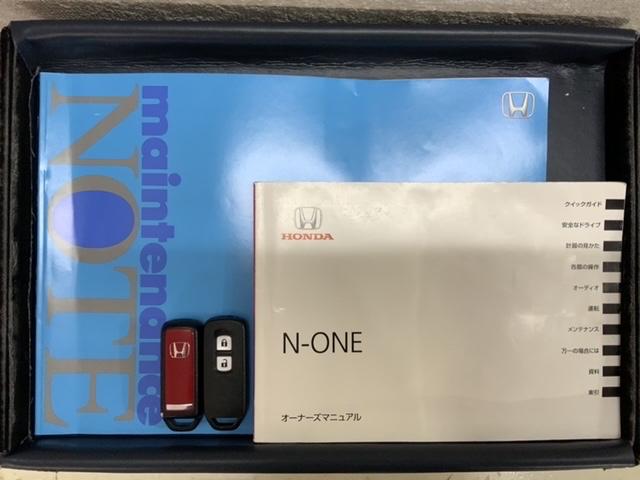 maintenance
NOTE
HONDA
N-ONE
オーナーズマニュアル
クイックガイド
安全なドライブ
計器の見かた
各部の操作
オーディオ
運転
メンテナンス
万一の場合には
資料
索引